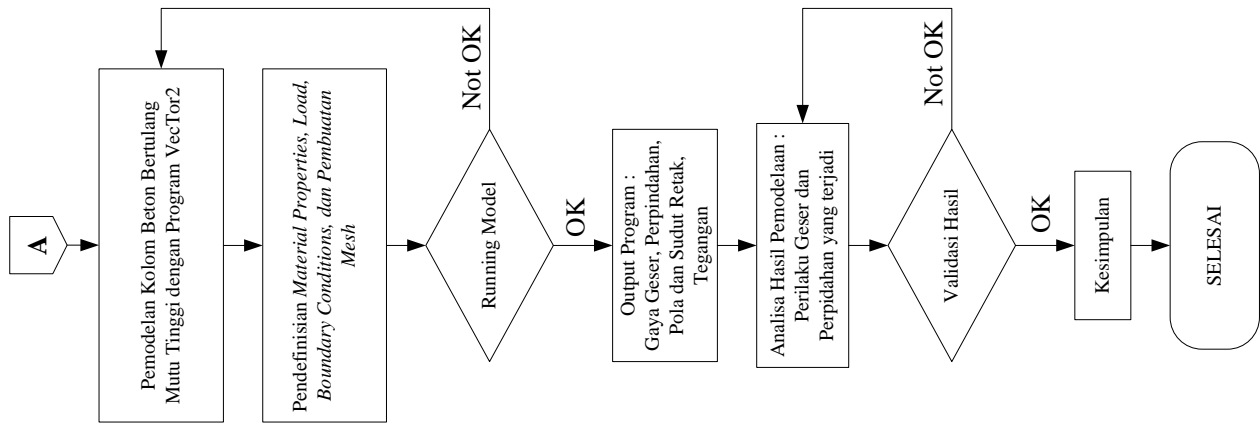 A
Pemodelan Kolom Beton Bertulang
Mutu Tinggi dengan Program VecTor2
Pendefinisian Material Properties, Load,
Boundary Conditions, dan Pembuatan
Mesh
Running Model
Not OK
OK
Output Program :
Gaya Geser, Perpindahan,
Pola dan Sudut Retak,
Tegangan
Analisa Hasil Pemodelaan :
Perilaku Geser dan
Perpidahan yang terjadi
Validasi Hasil
Not OK
OK
Kesimpulan
SELESAI